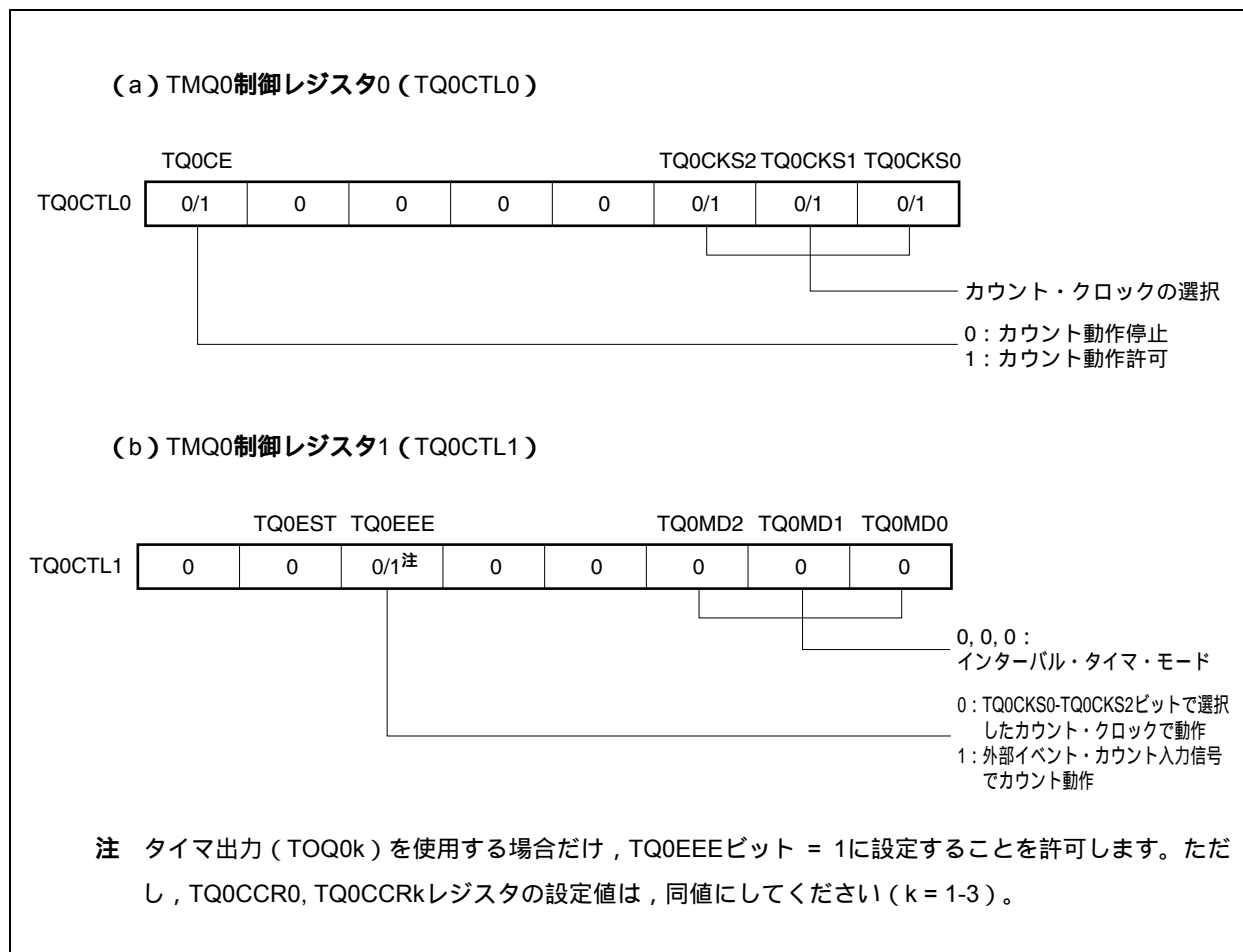 (a)TMQ0制御レジスタ0(TQ0CTL0)
TQ0CE TQ0CKS2 TQ0CKS1 TQ0CKS0
TQ0CTL0 0/1 0 0 0 0 0/1 0/1 0/1
カウント・クロックの選択
0:カウント動作停止
1:カウント動作許可
(b)TMQ0制御レジスタ1(TQ0CTL1)
TQ0EST TQ0EEE TQ0MD2 TQ0MD1 TQ0MD0
TQ0CTL1 0 0 0/1注 0 0 0 0 0
0, 0, 0:
インターバル・タイマ・モード
0:TQ0CKS0-TQ0CKS2ビットで選択
したカウント・クロックで動作
1:外部イベント・カウント入力信号
でカウント動作
注 タイマ出力(TOQ0k)を使用する場合だけ,TQ0EEEビット = 1に設定することを許可します。ただ
し,TQ0CCR0, TQ0CCRkレジスタの設定値は,同値にしてください(k = 1-3)。